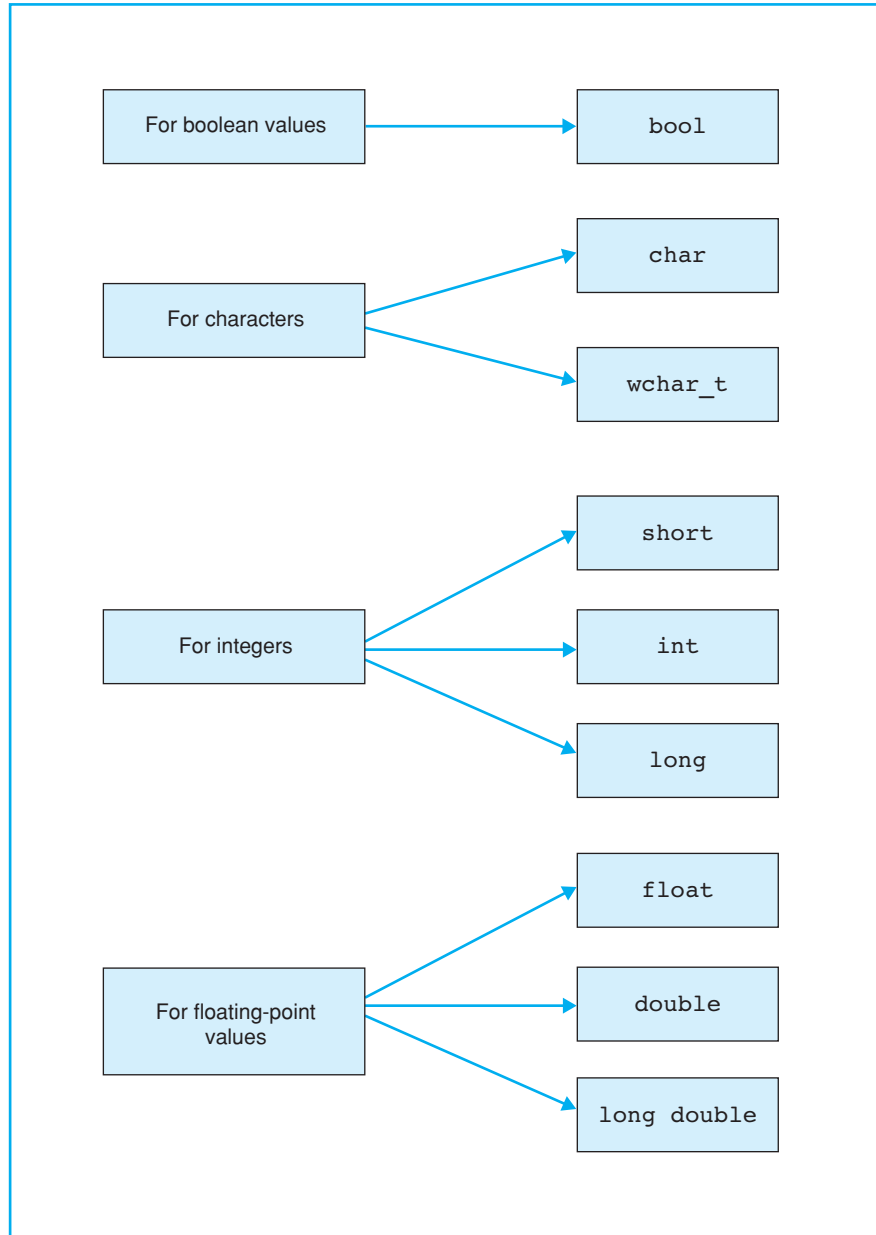 For boolean values
bool
For characters
char
wchar_t
For integers
short
int
long
For floating-point
values
float
double
long double